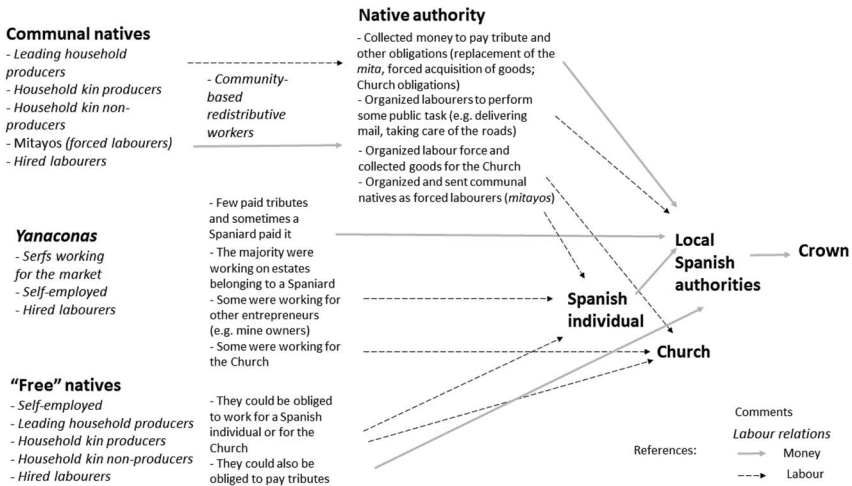 Native authority
Communal natives
- Leading household
producers
- Household kin producers
- Household kin non-
producers
- Mitayos (forced labourers)
- Hired labourers
- Community-
based
redistributive
workers
- Collected money to pay tribute and
other obligations (replacement of the
mita, forced acquisition of goods;
Church obligations)
- Organized labourers to perform
some public task (e.g. delivering
mail, taking care of the roads)
- Organized labour force and
collected goods for the Church
- Organized and sent communal
natives as forced labourers (mitayos)
Yanaconas
- Serfs working
for the market
- Self-employed
- Hired labourers
- Few paid tributes
and sometimes a
Spaniard paid it
- The majority were
working on estates
belonging to a Spaniard
- Some were working for
other entrepreneurs
(e.g. mine owners)
- Some were working for
the Church
Spanish
individual
Local
Spanish
authorities
Crown
Church
“Free” natives
- Self-employed
- Leading household producers
- Household kin producers
- Household kin non-producers
- Hired labourers
- They could be obliged
to work for a Spanish
individual or for the
Church
- They could also be
obliged to pay tributes
Comments
Labour relations
References:
Money
Labour